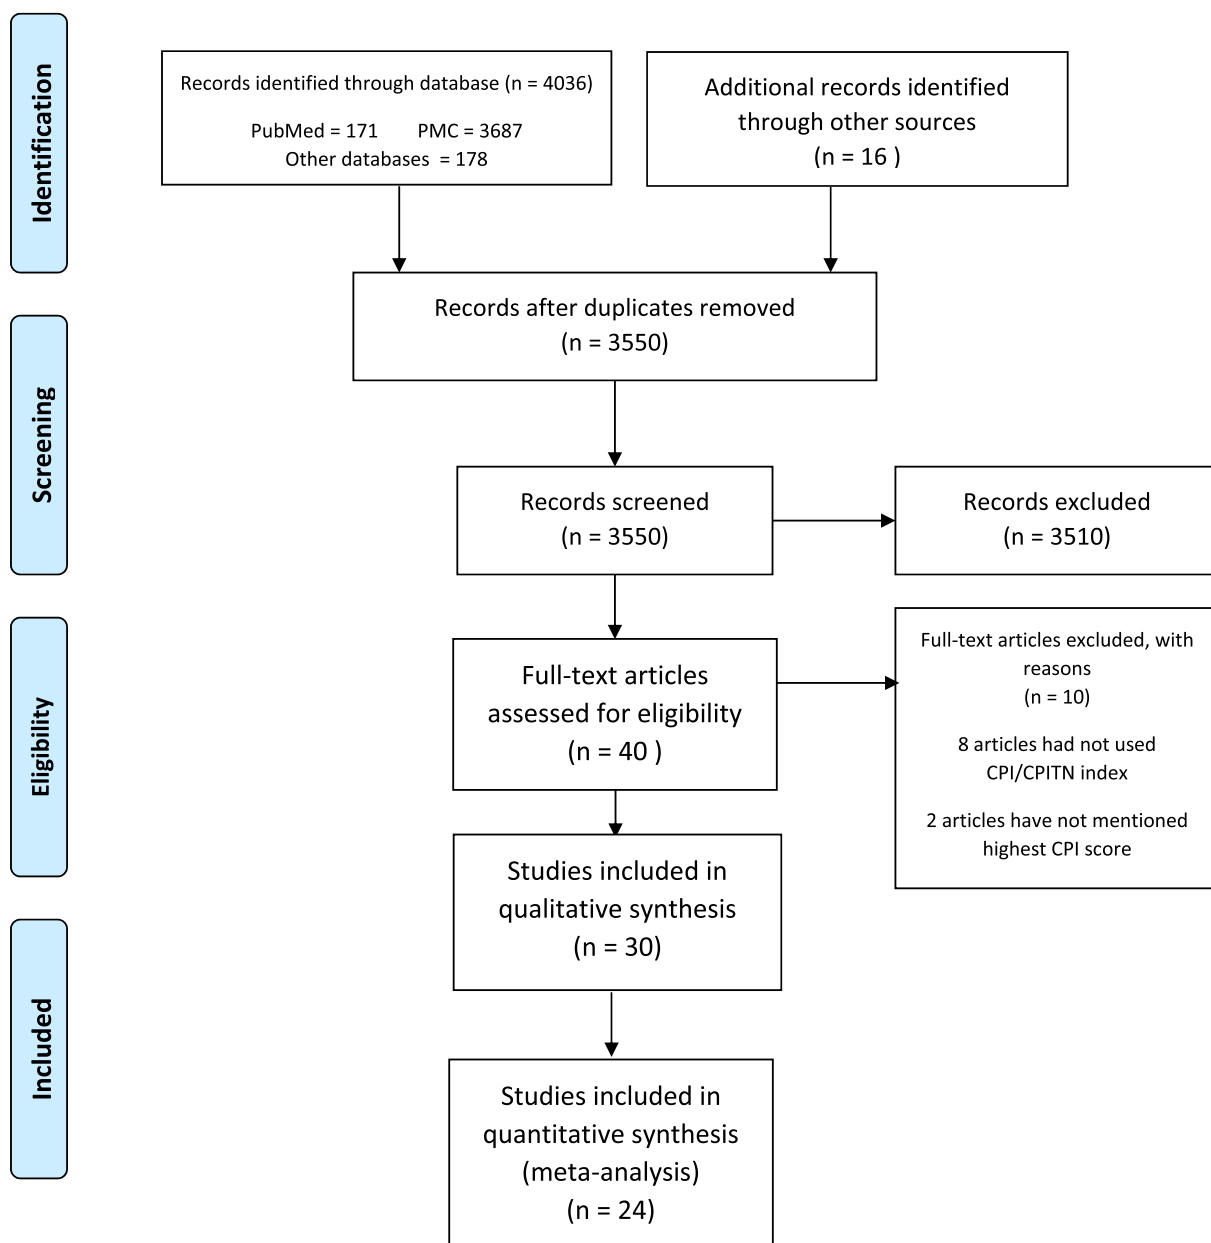 Identification
Records identified through database (n = 4036)
PubMed = 171 PMC = 3687
Other databases = 178
Additional records identified
through other sources
(n = 16 )
Records after duplicates removed
(n = 3550)
Screening
Records screened
(n = 3550)
Records excluded
(n = 3510)
Eligibility
Full-text articles
assessed for eligibility
(n = 40 )
Full-text articles excluded, with
reasons
(n = 10)
8 articles had not used
CPI/CPITN index
2 articles have not mentioned
highest CPI score
Studies included in
qualitative synthesis
(n = 30)
Included
Studies included in
quantitative synthesis
(meta-analysis)
(n = 24)